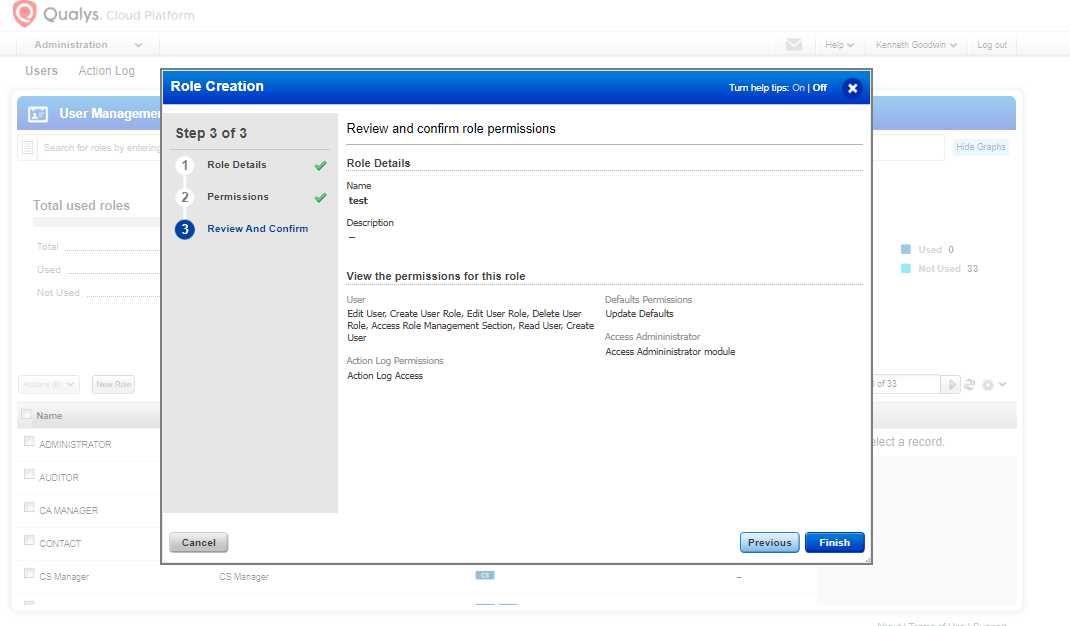 Qualys. Cloud Platform
Administration
Help
Kenneth Goodwin
Log out
Users
Action Log
User Manageme
Search for roles by entering
Hide Graphs
Total used roles
Total
Used
Not Used
Used 0
Not Used 33
Actions (0)
New Role
of 33
Name
ADMINISTRATOR
AUDITOR
CA MANAGER
CONTACT
CS Manager
CS Manager
CS
–
elect a record.
Role Creation
Turn help tips: On | Off
Step 3 of 3
1 Role Details
2 Permissions
3 Review And Confirm
Review and confirm role permissions
Role Details
Name
test
Description
–
View the permissions for this role
User
Edit User, Create User Role, Edit User Role, Delete User
Role, Access Role Management Section, Read User, Create
User
Action Log Permissions
Action Log Access
Defaults Permissions
Update Defaults
Access Admininistrator
Access Admininistrator module
Cancel
Previous
Finish
About | Terms of Use | Support